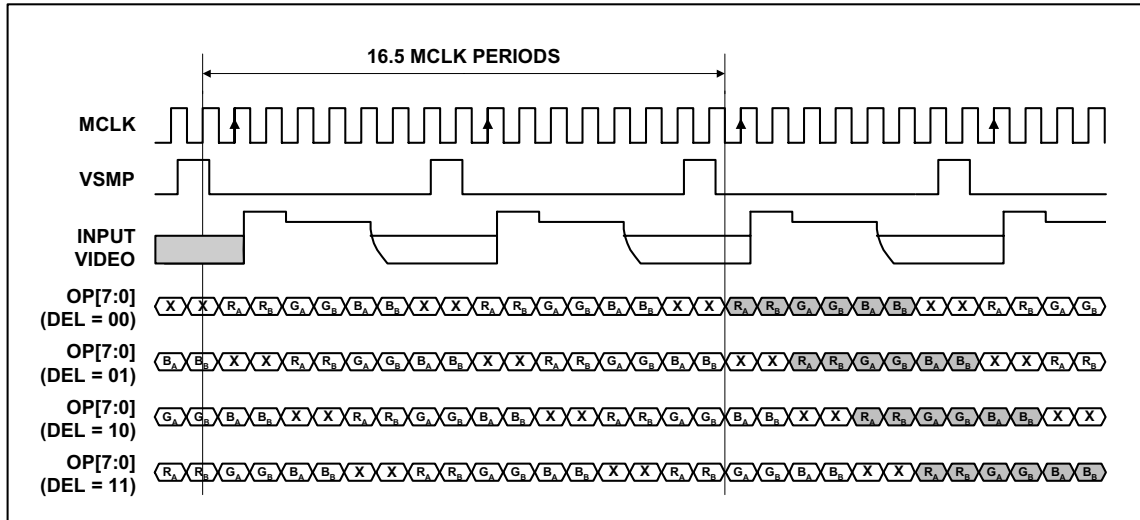 16.5 MCLK PERIODS
MCLK
VSMP
INPUT
VIDEO
OP[7:0]
(DEL = 00)
X X RA RB GA GB BA BB X X RA RB GA GB BA BB X X RA RB GA GB BA BB X X RA RB GA GB
OP[7:0]
(DEL = 01)
BA BB X X RA RB GA GB BA BB X X RA RB GA GB BA BB X X RA RB GA GB BA BB X X RA RB
OP[7:0]
(DEL = 10)
GA GB BA BB X X RA RB GA GB BA BB X X RA RB GA GB BA BB X X RA RB GA GB BA BB X X
OP[7:0]
(DEL = 11)
RA RB GA GB BA BB X X RA RB GA GB BA BB X X RA RB GA GB BA BB X X RA RB GA GB BA BB